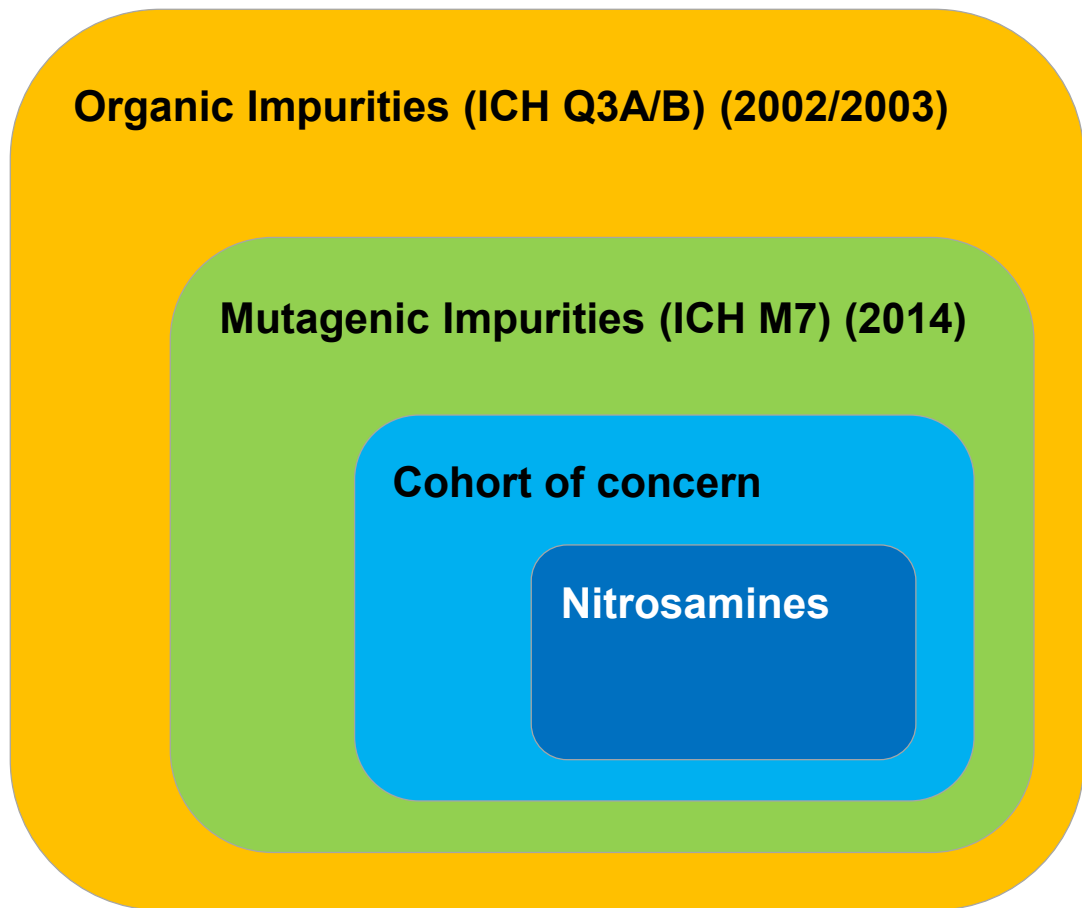 Organic Impurities (ICH Q3A/B) (2002/2003)
Mutagenic Impurities (ICH M7) (2014)
Cohort of concern
Nitrosamines